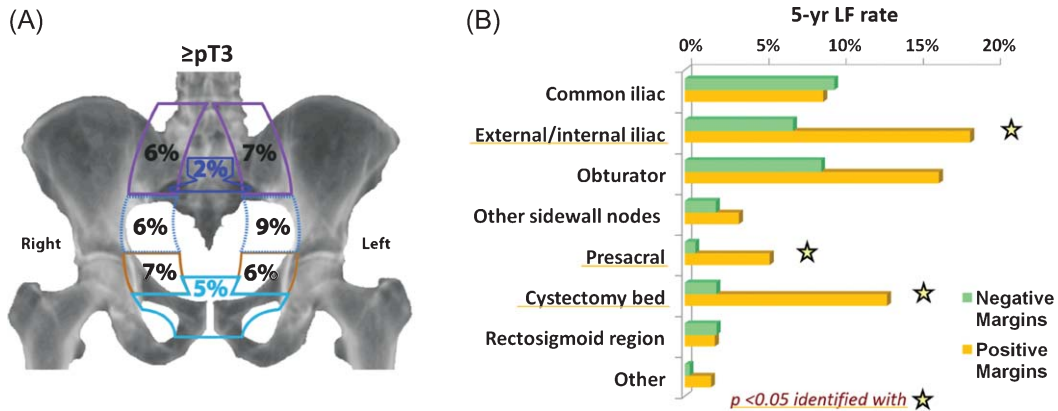 (A)
≥pT3
6%
7%
2%
6%
9%
Right
Left
7%
6%
5%
(B)
5-yr LF rate
0% 5% 10% 15% 20%
Common iliac
External/internal iliac
Obturator
Other sidewall nodes
Presacral
Cystectomy bed
Rectosigmoid region
Other
Negative
Margins
Positive
Margins
p <0.05 identified with